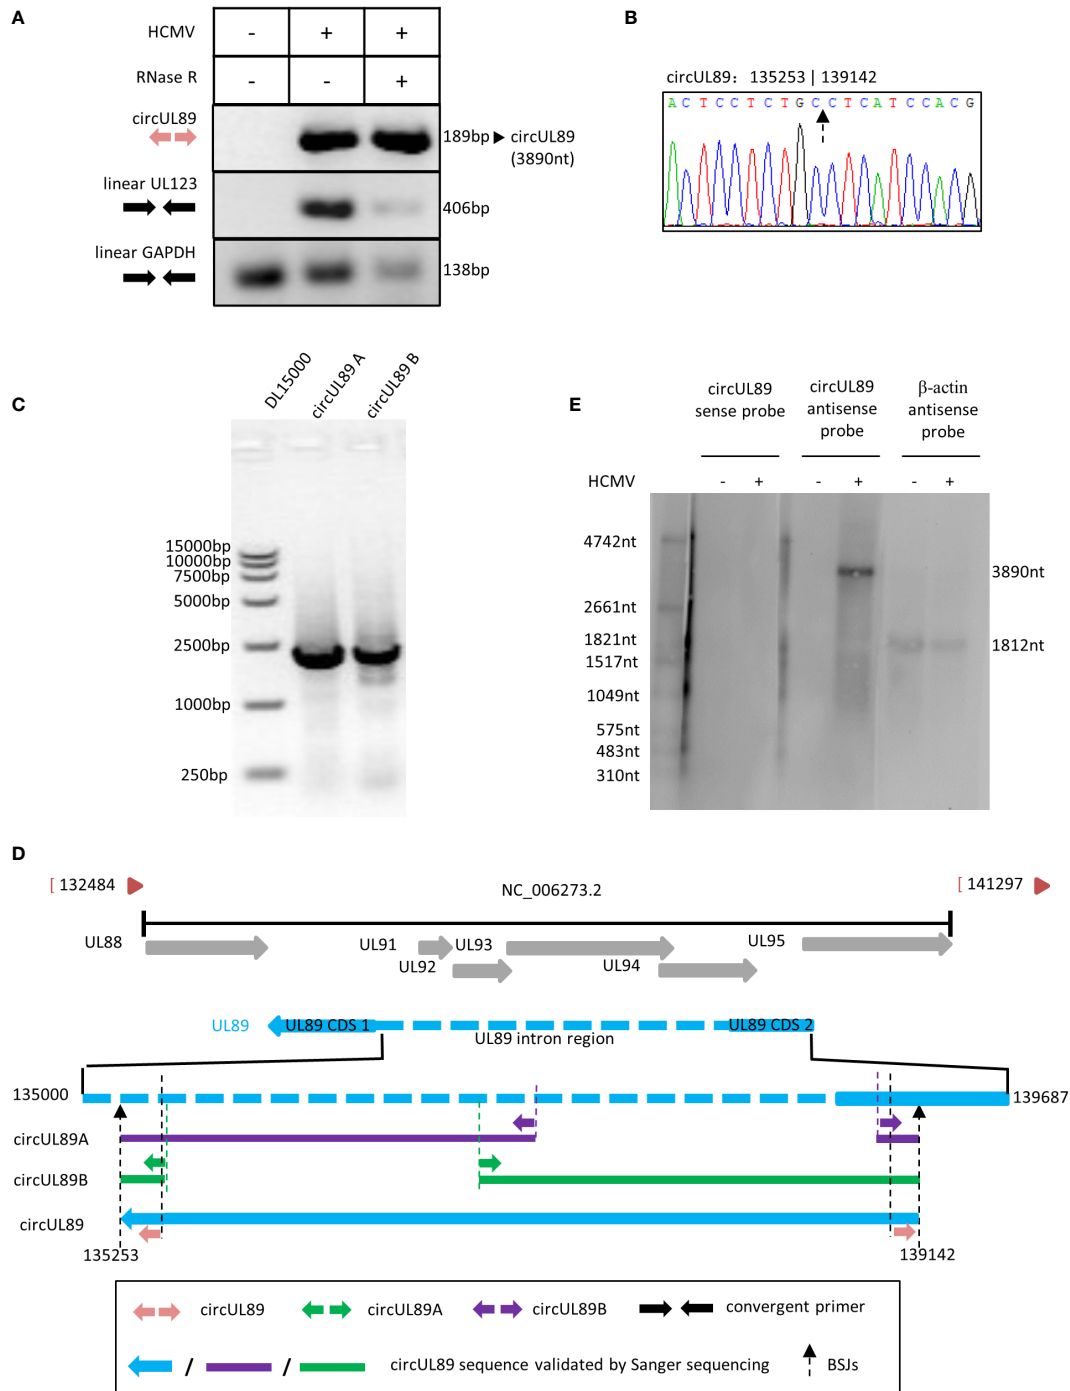 A
HCMV - + +
RNase R - - +
circUL89
189bp
circUL89
(3890nt)
linear UL123
406bp
linear GAPDH
138bp
B
circUL89: 135253 | 139142
A C T C C T C T G C C T C A T C C A C G
C
DL15000
circUL89 A
circUL89 B
15000bp
10000bp
7500bp
5000bp
2500bp
1000bp
250bp
E
circUL89
sense probe
circUL89
antisense
probe
β-actin
antisense
probe
HCMV - + - + - +
4742nt
2661nt
1821nt
1517nt
1049nt
575nt
483nt
310nt
3890nt
1812nt
D
[ 132484
NC_006273.2
[ 141297
UL88
UL91
UL93
UL95
UL92
UL94
UL89
UL89 CDS 1
UL89 intron region
UL89 CDS 2
135000
139687
circUL89A
circUL89B
circUL89
135253
139142
circUL89
circUL89A
circUL89B
convergent primer
/ /
circUL89 sequence validated by Sanger sequencing
BSJs